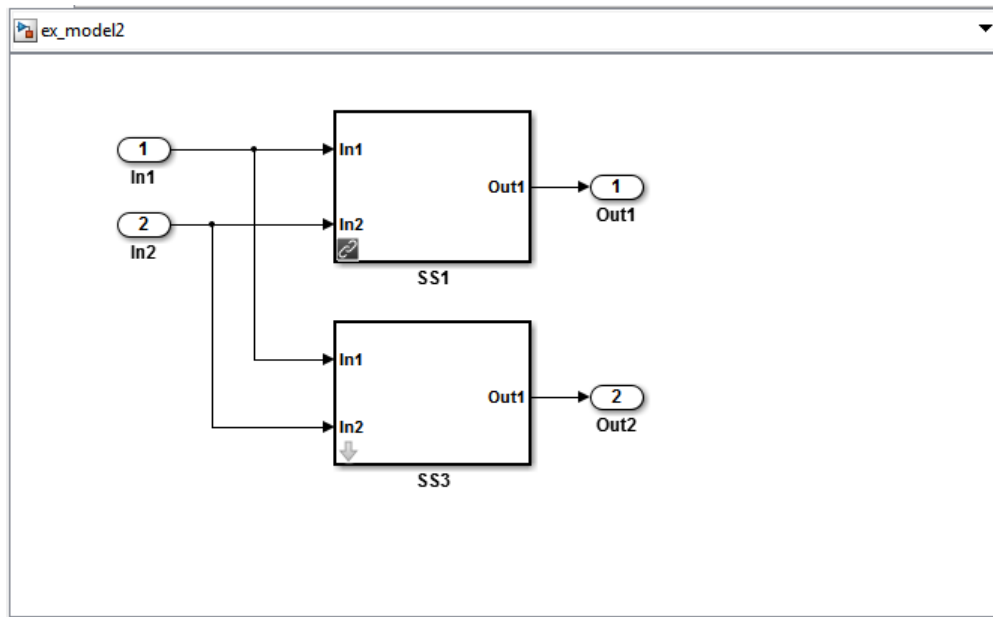 ex_model2
1
In1
2
In2
In1
In2
Out1
SS1
1
Out1
In1
In2
Out1
SS3
2
Out2